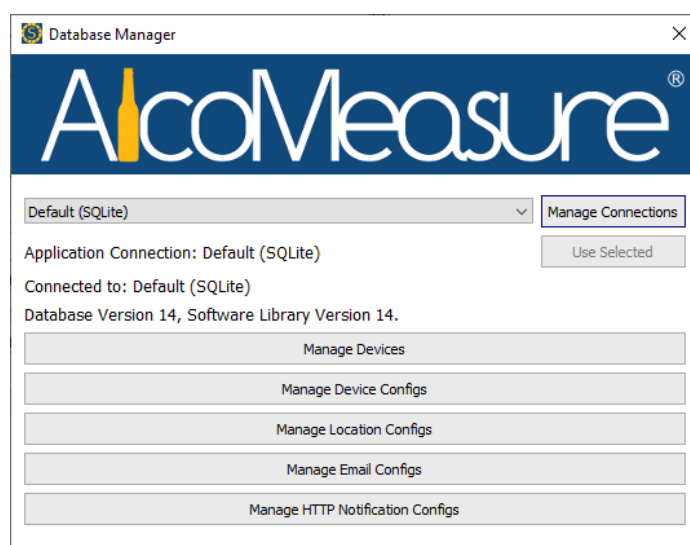 Database Manager
AlcoMeasure®
Default (SQLite)
Manage Connections
Application Connection: Default (SQLite)
Use Selected
Connected to: Default (SQLite)
Database Version 14, Software Library Version 14.
Manage Devices
Manage Device Configs
Manage Location Configs
Manage Email Configs
Manage HTTP Notification Configs